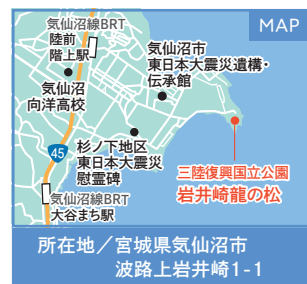 MAP
気仙沼線BRT
陸前
階上駅
気仙沼市
東日本大震災遺構・
伝承館
気仙沼
向洋高校
杉ノ下地区
東日本大震災
慰霊碑
45
三陸復興国立公園
岩井崎龍の松
気仙沼線BRT
大谷まち駅
所在地／宮城県気仙沼市
波路上岩井崎1-1